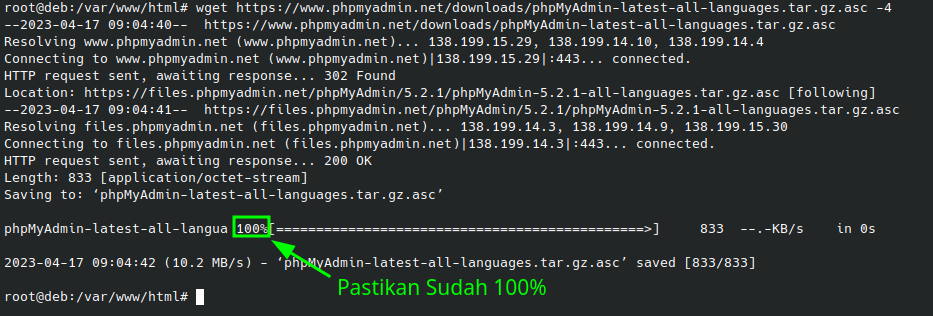 root@deb:/var/www/html# wget https://www.phpmyadmin.net/downloads/phpMyAdmin-latest-all-languages.tar.gz.asc -4
--2023-04-17 09:04:40--  https://www.phpmyadmin.net/downloads/phpMyAdmin-latest-all-languages.tar.gz.asc
Resolving www.phpmyadmin.net (www.phpmyadmin.net)... 138.199.15.29, 138.199.14.10, 138.199.14.4
Connecting to www.phpmyadmin.net (www.phpmyadmin.net)|138.199.15.29|:443... connected.
HTTP request sent, awaiting response... 302 Found
Location: https://files.phpmyadmin.net/phpMyAdmin/5.2.1/phpMyAdmin-5.2.1-all-languages.tar.gz.asc [following]
--2023-04-17 09:04:41--  https://files.phpmyadmin.net/phpMyAdmin/5.2.1/phpMyAdmin-5.2.1-all-languages.tar.gz.asc
Resolving files.phpmyadmin.net (files.phpmyadmin.net)... 138.199.14.3, 138.199.14.9, 138.199.15.30
Connecting to files.phpmyadmin.net (files.phpmyadmin.net)|138.199.14.3|:443... connected.
HTTP request sent, awaiting response... 200 OK
Length: 833 [application/octet-stream]
Saving to: ‘phpMyAdmin-latest-all-languages.tar.gz.asc’
phpMyAdmin-latest-all-langua 100%[==============================================>]     833  --.-KB/s    in 0s
2023-04-17 09:04:42 (10.2 MB/s) - ‘phpMyAdmin-latest-all-languages.tar.gz.asc’ saved [833/833]
Pastikan Sudah 100%
root@deb:/var/www/html#